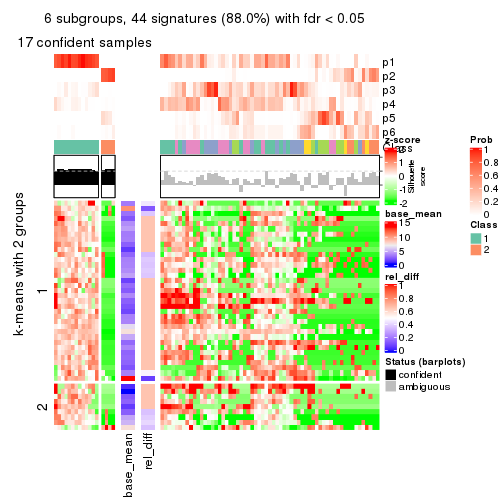 6 subgroups, 44 signatures (88.0%) with fdr < 0.05
17 confident samples
p1
p2
p3
p4
p5
p6
Class
Silhouette
score
k-means with 2 groups
1
2
base_mean
rel_diff
z-score
2
1
0
-1
-2
base_mean
15
10
5
0
rel_diff
1
0.8
0.6
0.4
0.2
0
Status (barplots)
confident
ambiguous
Prob
1
0.8
0.6
0.4
0.2
0
Class
1
2